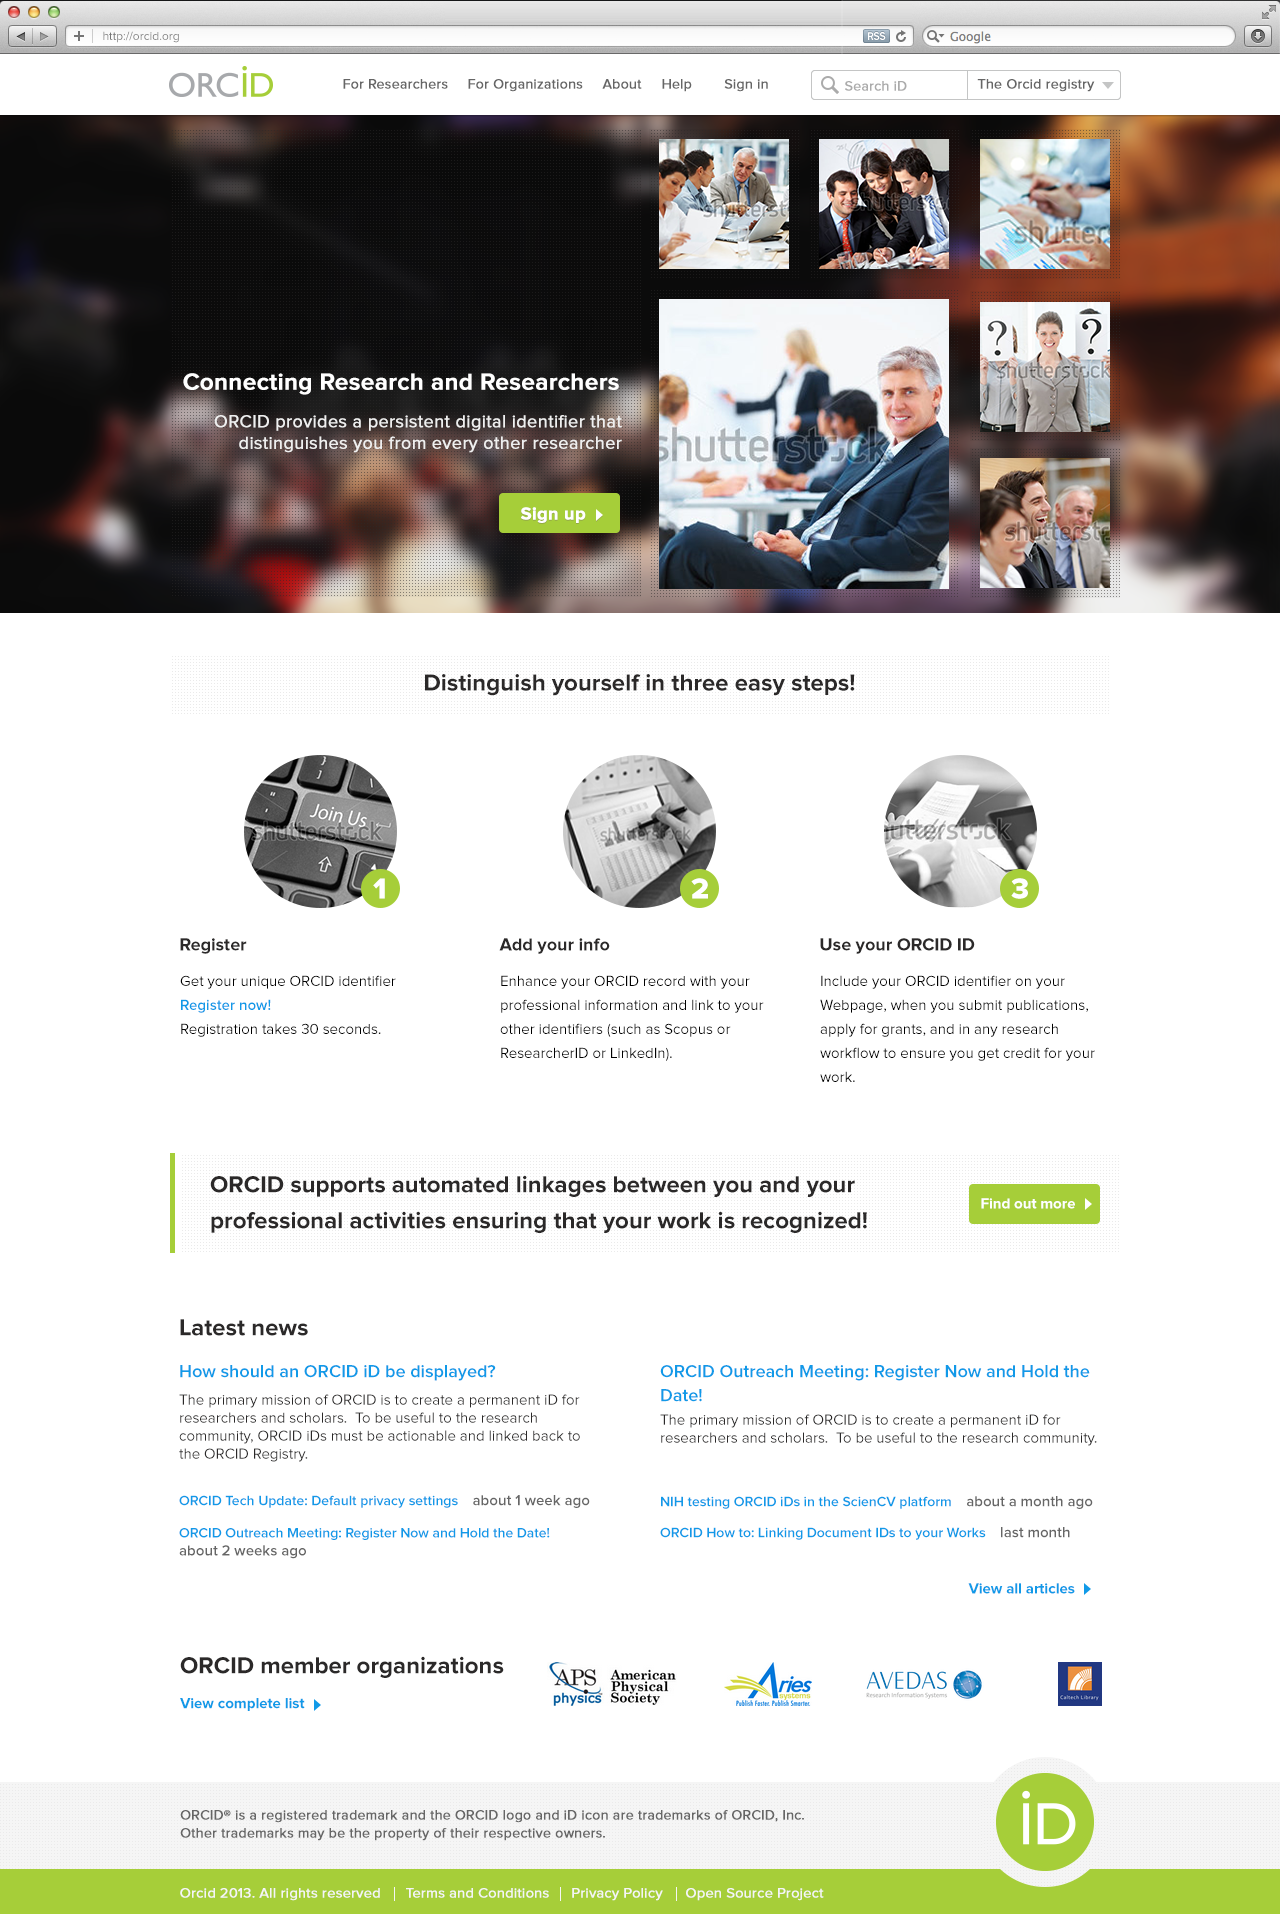 http://orcid.org
RSS
Google
ORCID
For Researchers
For Organizations
About
Help
Sign in
Search iD
The Orcid registry
shutterst
shutterstock
shutter
?
?
shutterstock
shutterstock
shutterstock
Connecting Research and Researchers
ORCID provides a persistent digital identifier that
distinguishes you from every other researcher
Sign up
Distinguish yourself in three easy steps!
Join Us
shutterstock
shutterstock
shutterstock
1
2
3
Register
Get your unique ORCID identifier
Register now!
Registration takes 30 seconds.
Add your info
Enhance your ORCID record with your
professional information and link to your
other identifiers (such as Scopus or
ResearcherID or LinkedIn).
Use your ORCID ID
Include your ORCID identifier on your
Webpage, when you submit publications,
apply for grants, and in any research
workflow to ensure you get credit for your
work.
ORCID supports automated linkages between you and your
professional activities ensuring that your work is recognized!
Find out more
Latest news
How should an ORCID iD be displayed?
The primary mission of ORCID is to create a permanent iD for
researchers and scholars. To be useful to the research
community, ORCID iDs must be actionable and linked back to
the ORCID Registry.
ORCID Tech Update: Default privacy settings about 1 week ago
ORCID Outreach Meeting: Register Now and Hold the Date!
about 2 weeks ago
ORCID Outreach Meeting: Register Now and Hold the
Date!
The primary mission of ORCID is to create a permanent iD for
researchers and scholars. To be useful to the research community.
NIH testing ORCID iDs in the ScienCV platform about a month ago
ORCID How to: Linking Document IDs to your Works last month
View all articles
ORCID member organizations
View complete list
APS
physics
American
Physical
Society
Aries
systems
Publish Faster. Publish Smarter.
AVEDAS
Research Information Systems
Caltech Library
ORCID® is a registered trademark and the ORCID logo and iD icon are trademarks of ORCID, Inc.
Other trademarks may be the property of their respective owners.
iD
Orcid 2013. All rights reserved | Terms and Conditions | Privacy Policy | Open Source Project